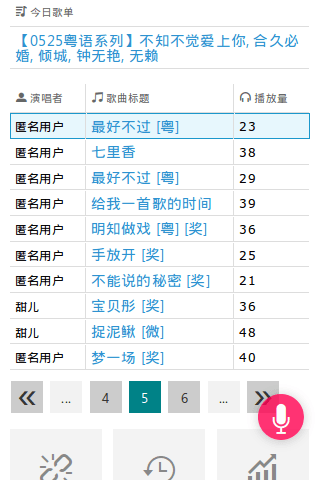 今日歌单
【0525粤语系列】不知不觉爱上你, 合久必
婚, 倾城, 钟无艳, 无赖
演唱者 歌曲标题 播放量
匿名用户 最好不过 [粤] 23
匿名用户 七里香 38
匿名用户 最好不过 [粤] 29
匿名用户 给我一首歌的时间 39
匿名用户 明知做戏 [粤] [奖] 36
匿名用户 手放开 [奖] 25
匿名用户 不能说的秘密 [奖] 21
甜儿 宝贝彤 [奖] 36
甜儿 捉泥鳅 [微] 48
匿名用户 梦一场 [奖] 40
« ... 4 5 6 ... »